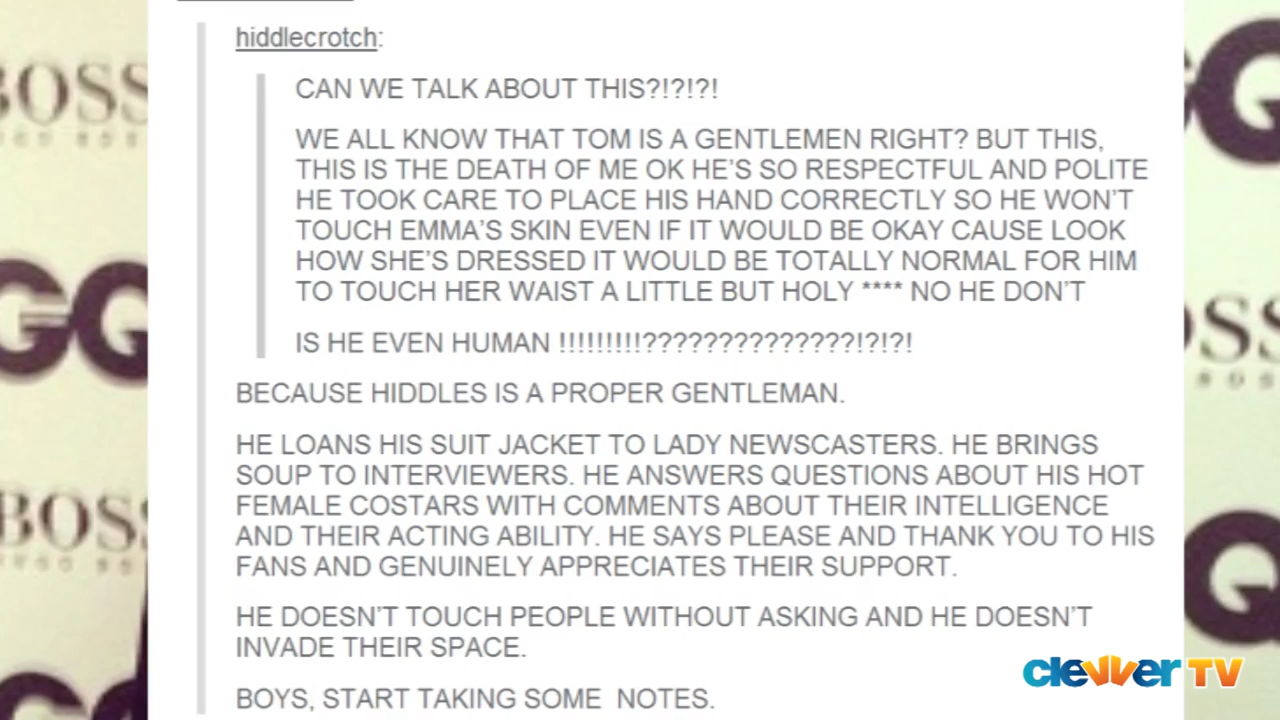 hiddlecrotch:
CAN WE TALK ABOUT THIS?!?!?!
WE ALL KNOW THAT TOM IS A GENTLEMEN RIGHT? BUT THIS,
THIS IS THE DEATH OF ME OK HE'S SO RESPECTFUL AND POLITE
HE TOOK CARE TO PLACE HIS HAND CORRECTLY SO HE WON'T
TOUCH EMMA'S SKIN EVEN IF IT WOULD BE OKAY CAUSE LOOK
HOW SHE'S DRESSED IT WOULD BE TOTALLY NORMAL FOR HIM
TO TOUCH HER WAIST A LITTLE BUT HOLY **** NO HE DON'T
IS HE EVEN HUMAN !!!!!!!!!??????????????!?!?!
BECAUSE HIDDLES IS A PROPER GENTLEMAN.
HE LOANS HIS SUIT JACKET TO LADY NEWSCASTERS. HE BRINGS
SOUP TO INTERVIEWERS. HE ANSWERS QUESTIONS ABOUT HIS HOT
FEMALE COSTARS WITH COMMENTS ABOUT THEIR INTELLIGENCE
AND THEIR ACTING ABILITY. HE SAYS PLEASE AND THANK YOU TO HIS
FANS AND GENUINELY APPRECIATES THEIR SUPPORT.
HE DOESN'T TOUCH PEOPLE WITHOUT ASKING AND HE DOESN'T
INVADE THEIR SPACE.
BOYS, START TAKING SOME  NOTES.
BOSS
GQ
BOSS
GQ
clevver TV